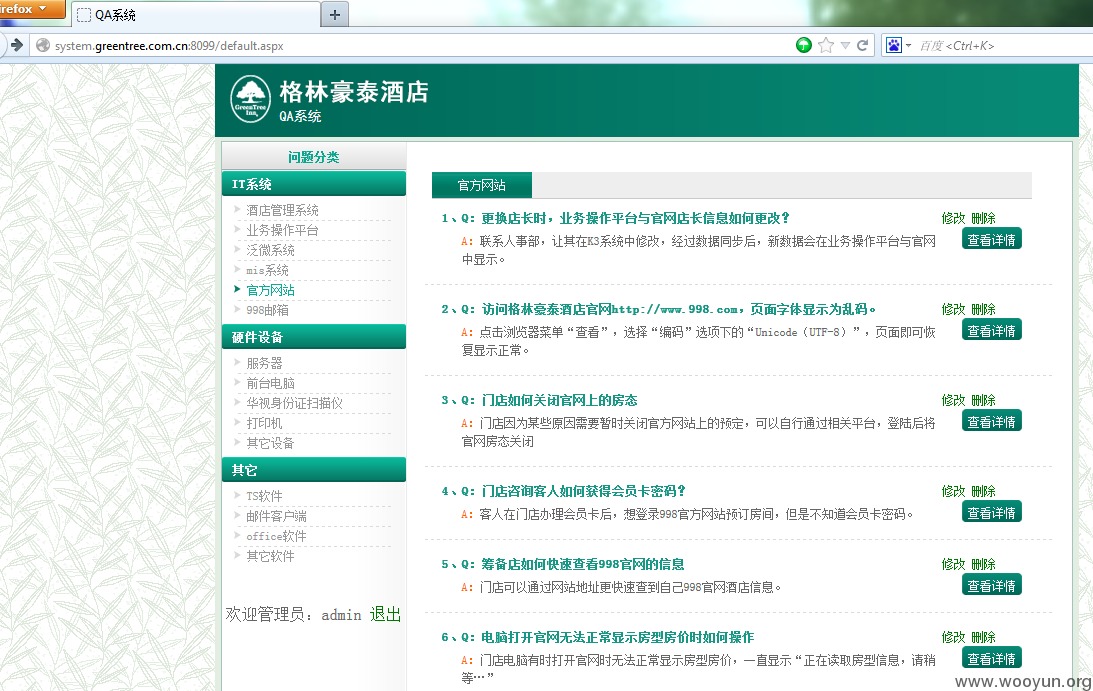 irefox
QA系统
system.greentree.com.cn:8099/default.aspx
百度 <Ctrl+K>
格林豪泰酒店
GreenTree Inn
QA系统
问题分类
IT系统
酒店管理系统
业务操作平台
泛微系统
mis系统
官方网站
998邮箱
硬件设备
服务器
前台电脑
华视身份证扫描仪
打印机
其它设备
其它
TS软件
邮件客户端
office软件
其它软件
欢迎管理员：admin 退出
官方网站
1、Q：更换店长时，业务操作平台与官网店长信息如何更改？ 修改 删除
A：联系人事部，让其在K3系统中修改，经过数据同步后，新数据会在业务操作平台与官网 查看详情
中显示。
2、Q：访问格林豪泰酒店官网http://www.998.com，页面字体显示为乱码。 修改 删除
A：点击浏览器菜单“查看”，选择“编码”选项下的“Unicode（UTF-8）”，页面即可恢 查看详情
复显示正常。
3、Q：门店如何关闭官网上的房态 修改 删除
A：门店因为某些原因需要暂时关闭官方网站上的预定，可以自行通过相关平台，登陆后将 查看详情
官网房态关闭
4、Q：门店咨询客人如何获得会员卡密码？ 修改 删除
A：客人在门店办理会员卡后，想登录998官方网站预订房间，但是不知道会员卡密码。 查看详情
5、Q：筹备店如何快速查看998官网的信息 修改 删除
A：门店可以通过网站地址更快速查到自己998官网酒店信息。 查看详情
6、Q：电脑打开官网无法正常显示房型房价时如何操作 修改 删除
A：门店电脑有时打开官网时无法正常显示房型房价，一直显示“正在读取房型信息，请稍 查看详情
等…”
www.wooyun.org